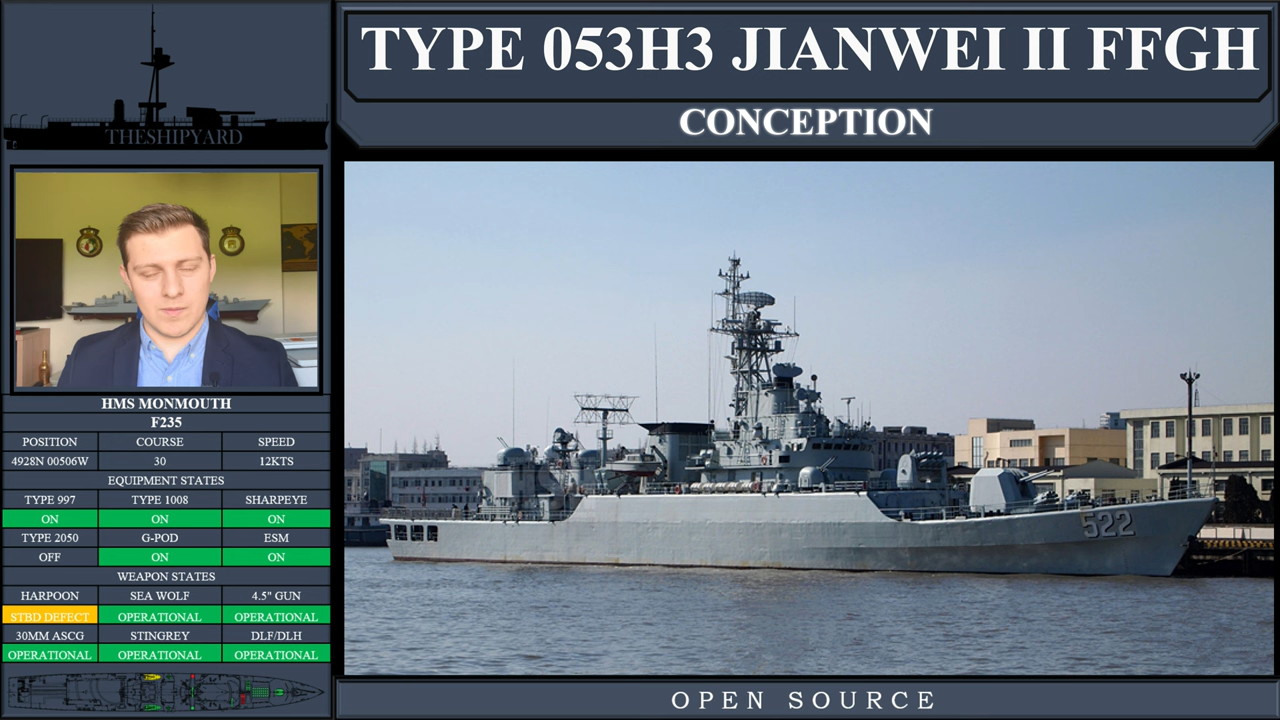 TYPE 053H3 JIANWEI II FFGH
CONCEPTION
THESHIPYARD
522
HMS MONMOUTH
F235
POSITION COURSE SPEED
4928N 00506W 30 12KTS
EQUIPMENT STATES
TYPE 997 TYPE 1008 SHARPEYE
ON ON ON
TYPE 2050 G-POD ESM
OFF ON ON
WEAPON STATES
HARPOON SEA WOLF 4.5" GUN
STBD DEFECT OPERATIONAL OPERATIONAL
30MM ASCG STINGREY DLF/DLH
OPERATIONAL OPERATIONAL OPERATIONAL
OPEN SOURCE